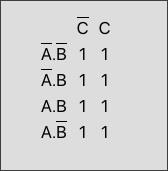 C̅ C
A̅.B̅ 1 1
A̅.B 1 1
A.B 1 1
A.B̅ 1 1